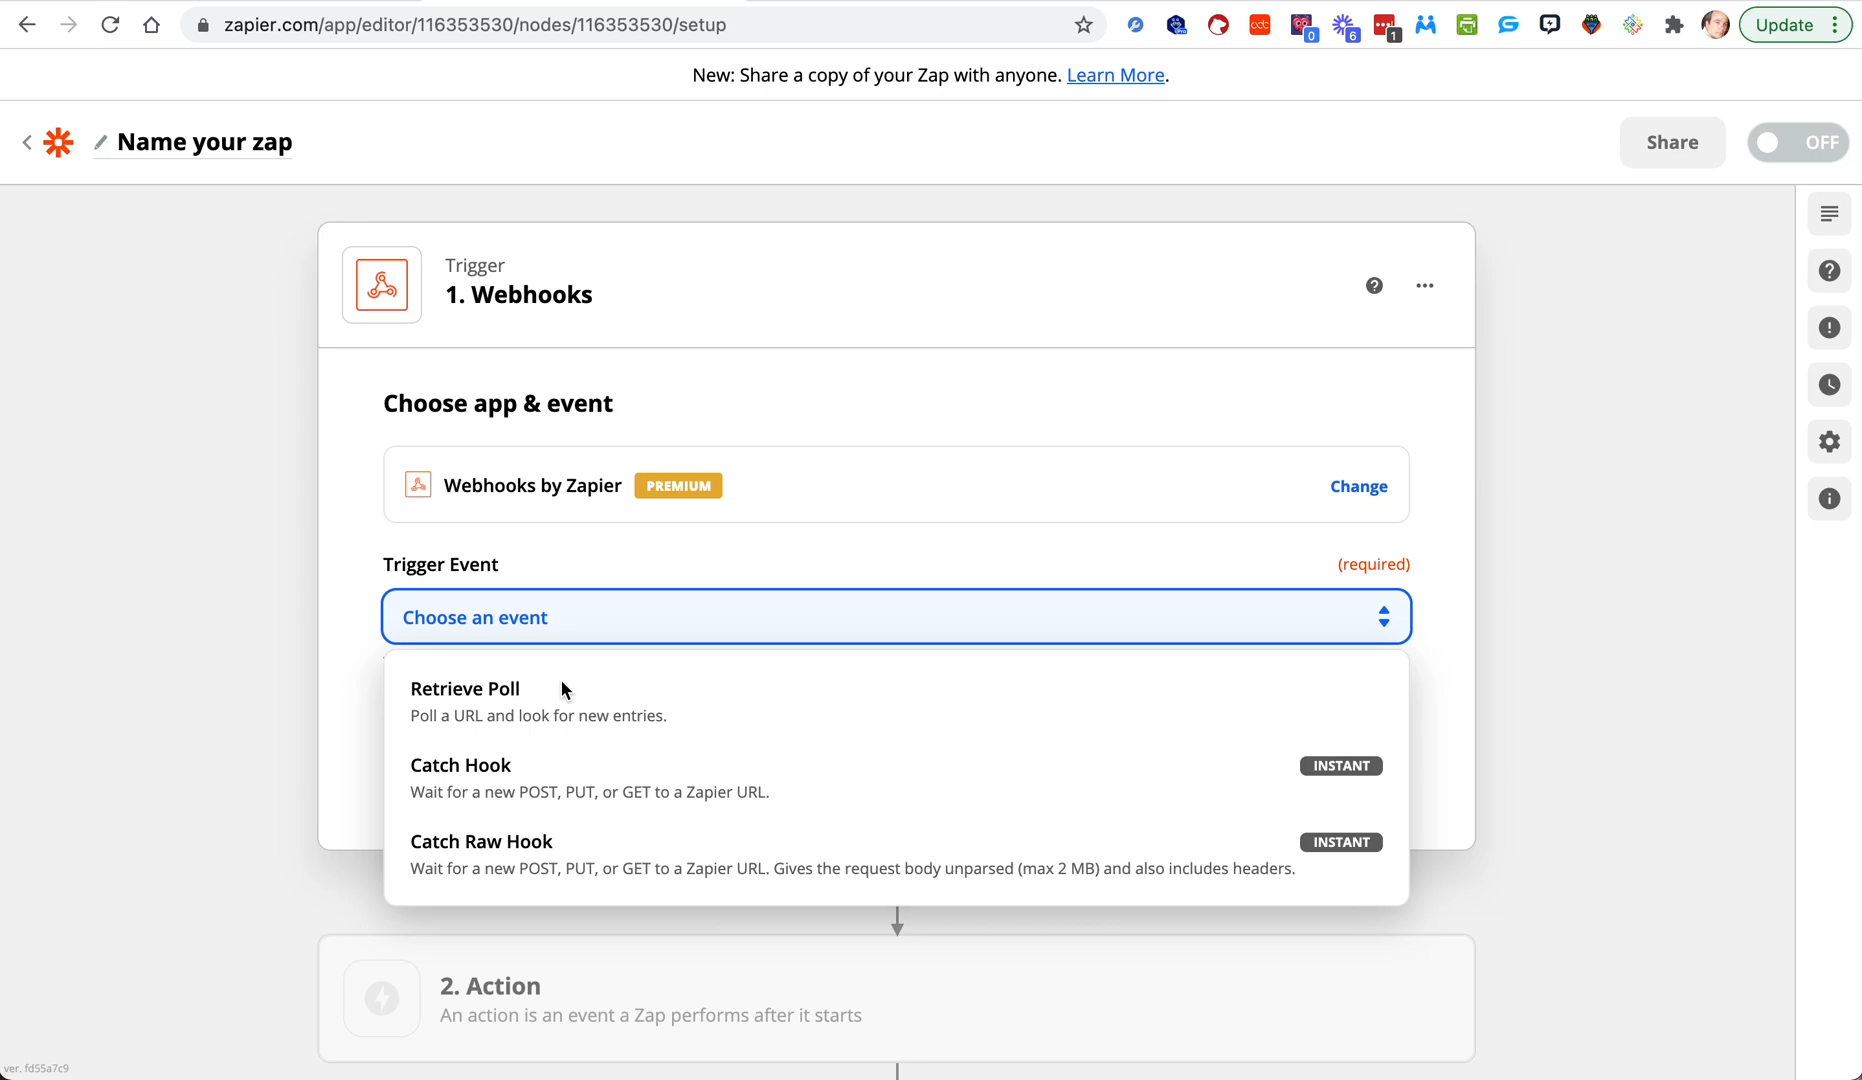 zapier.com/app/editor/116353530/nodes/116353530/setup
0
6
1
Update
New: Share a copy of your Zap with anyone. Learn More.
Name your zap
Share
OFF
Trigger
1. Webhooks
Choose app & event
Webhooks by Zapier PREMIUM
Change
Trigger Event
(required)
Choose an event
Retrieve Poll
Poll a URL and look for new entries.
Catch Hook
INSTANT
Wait for a new POST, PUT, or GET to a Zapier URL.
Catch Raw Hook
INSTANT
Wait for a new POST, PUT, or GET to a Zapier URL. Gives the request body unparsed (max 2 MB) and also includes headers.
2. Action
An action is an event a Zap performs after it starts
ver. fd55a7c9